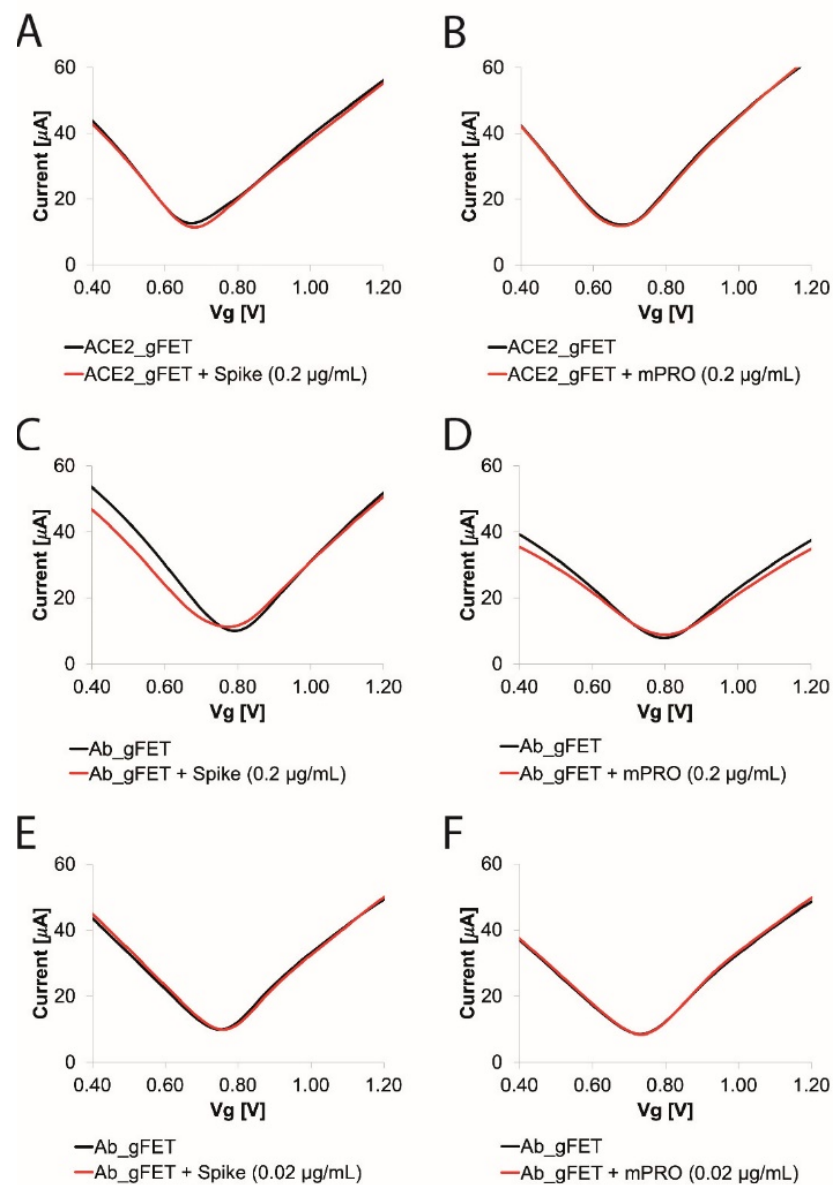 A
B
60
40
20
0
Current [μA]
0.40 0.60 0.80 1.00 1.20
Vg [V]
ACE2_gFET
ACE2_gFET + Spike (0.2 μg/mL)
60
40
20
0
Current [μA]
0.40 0.60 0.80 1.00 1.20
Vg [V]
ACE2_gFET
ACE2_gFET + mPRO (0.2 μg/mL)
C
D
60
40
20
0
Current [μA]
0.40 0.60 0.80 1.00 1.20
Vg [V]
Ab_gFET
Ab_gFET + Spike (0.2 μg/mL)
60
40
20
0
Current [μA]
0.40 0.60 0.80 1.00 1.20
Vg [V]
Ab_gFET
Ab_gFET + mPRO (0.2 μg/mL)
E
F
60
40
20
0
Current [μA]
0.40 0.60 0.80 1.00 1.20
Vg [V]
Ab_gFET
Ab_gFET + Spike (0.02 μg/mL)
60
40
20
0
Current [μA]
0.40 0.60 0.80 1.00 1.20
Vg [V]
Ab_gFET
Ab_gFET + mPRO (0.02 μg/mL)